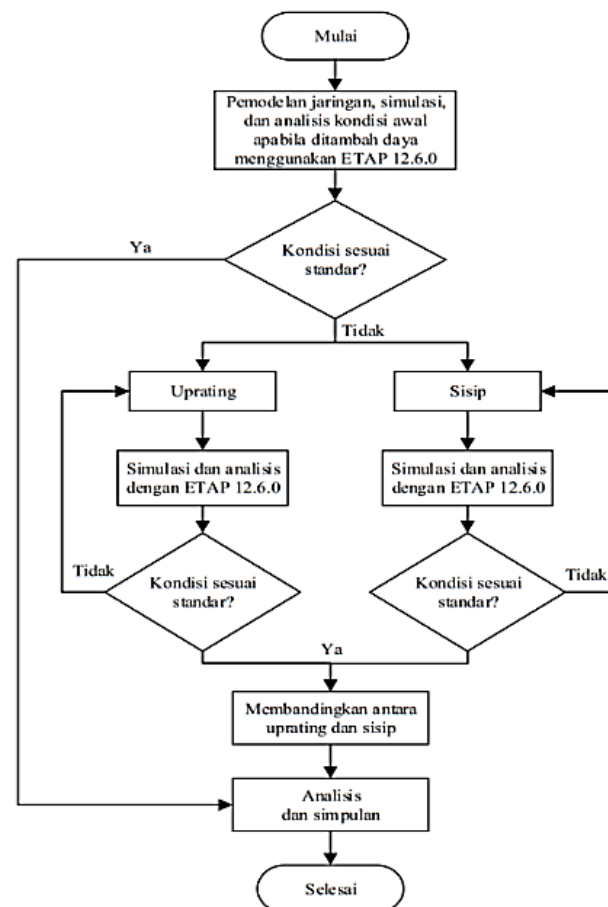 Mulai
Pemodelan jaringan, simulasi,
dan analisis kondisi awal
apabila ditambah daya
menggunakan ETAP 12.6.0
Ya
Kondisi sesuai
standar?
Tidak
Uprating
Sisip
Simulasi dan analisis
dengan ETAP 12.6.0
Simulasi dan analisis
dengan ETAP 12.6.0
Tidak
Kondisi sesuai
standar?
Kondisi sesuai
standar?
Tidak
Ya
Membandingkan antara
uprating dan sisip
Analisis
dan simpulan
Selesai